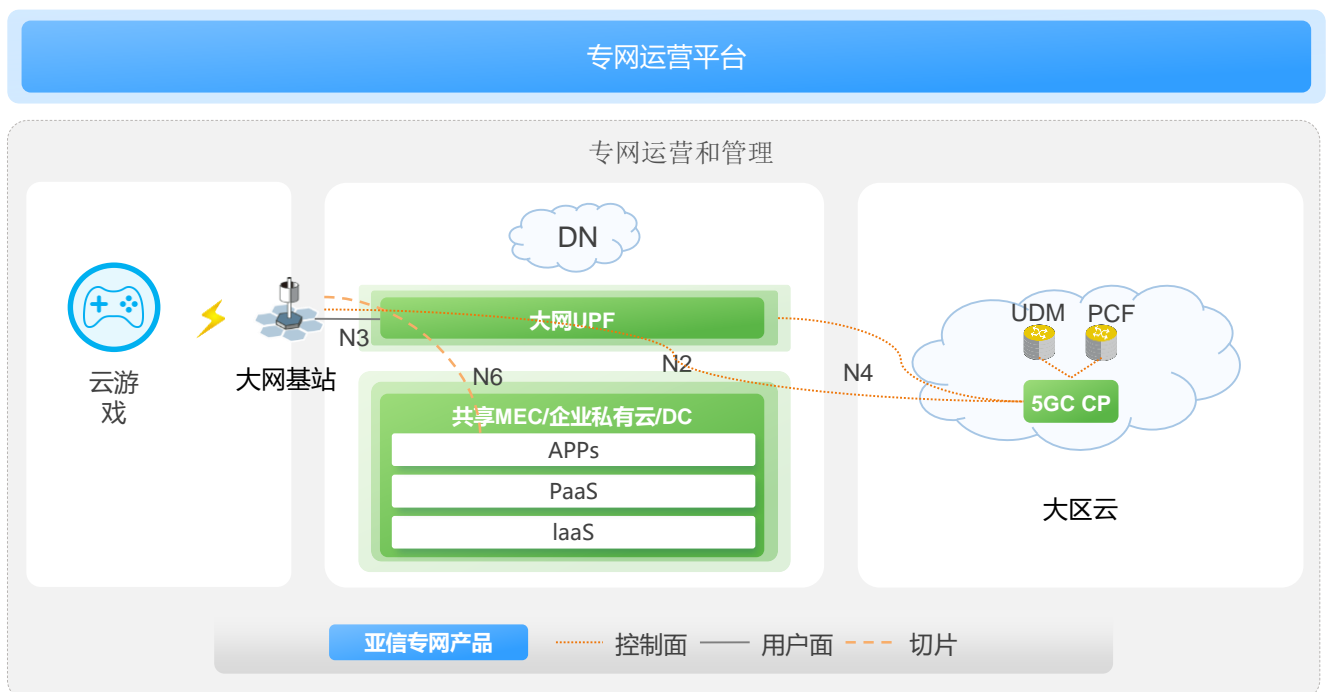 专网运营平台
专网运营和管理
DN
UDM
PCF
大网UPF
N3
N2
N4
N6
云游
戏
大网基站
5GC CP
共享MEC/企业私有云/DC
APPs
PaaS
IaaS
大区云
亚信专网产品
控制面
用户面
切片